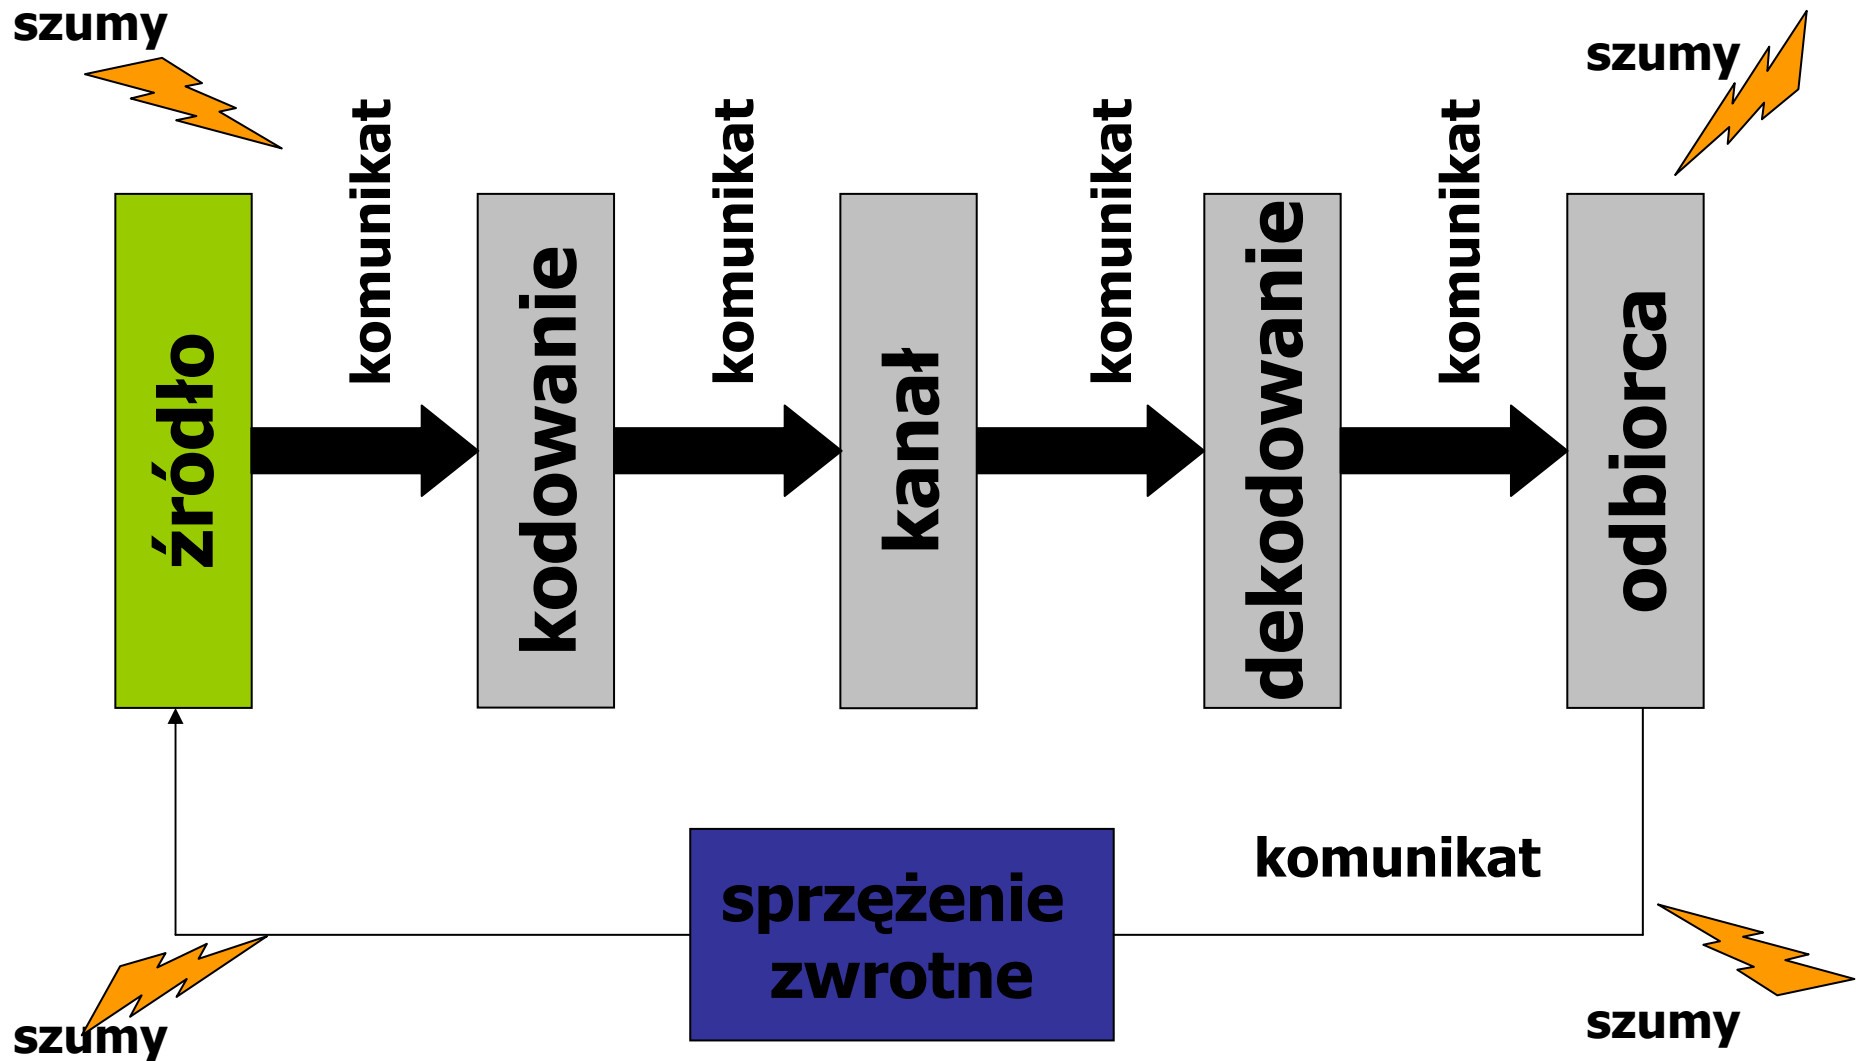 szumy
szumy
komunikat
komunikat
komunikat
komunikat
źródło
kodowanie
kanał
dekodowanie
odbiorca
komunikat
sprzężenie
zwrotne
szumy
szumy